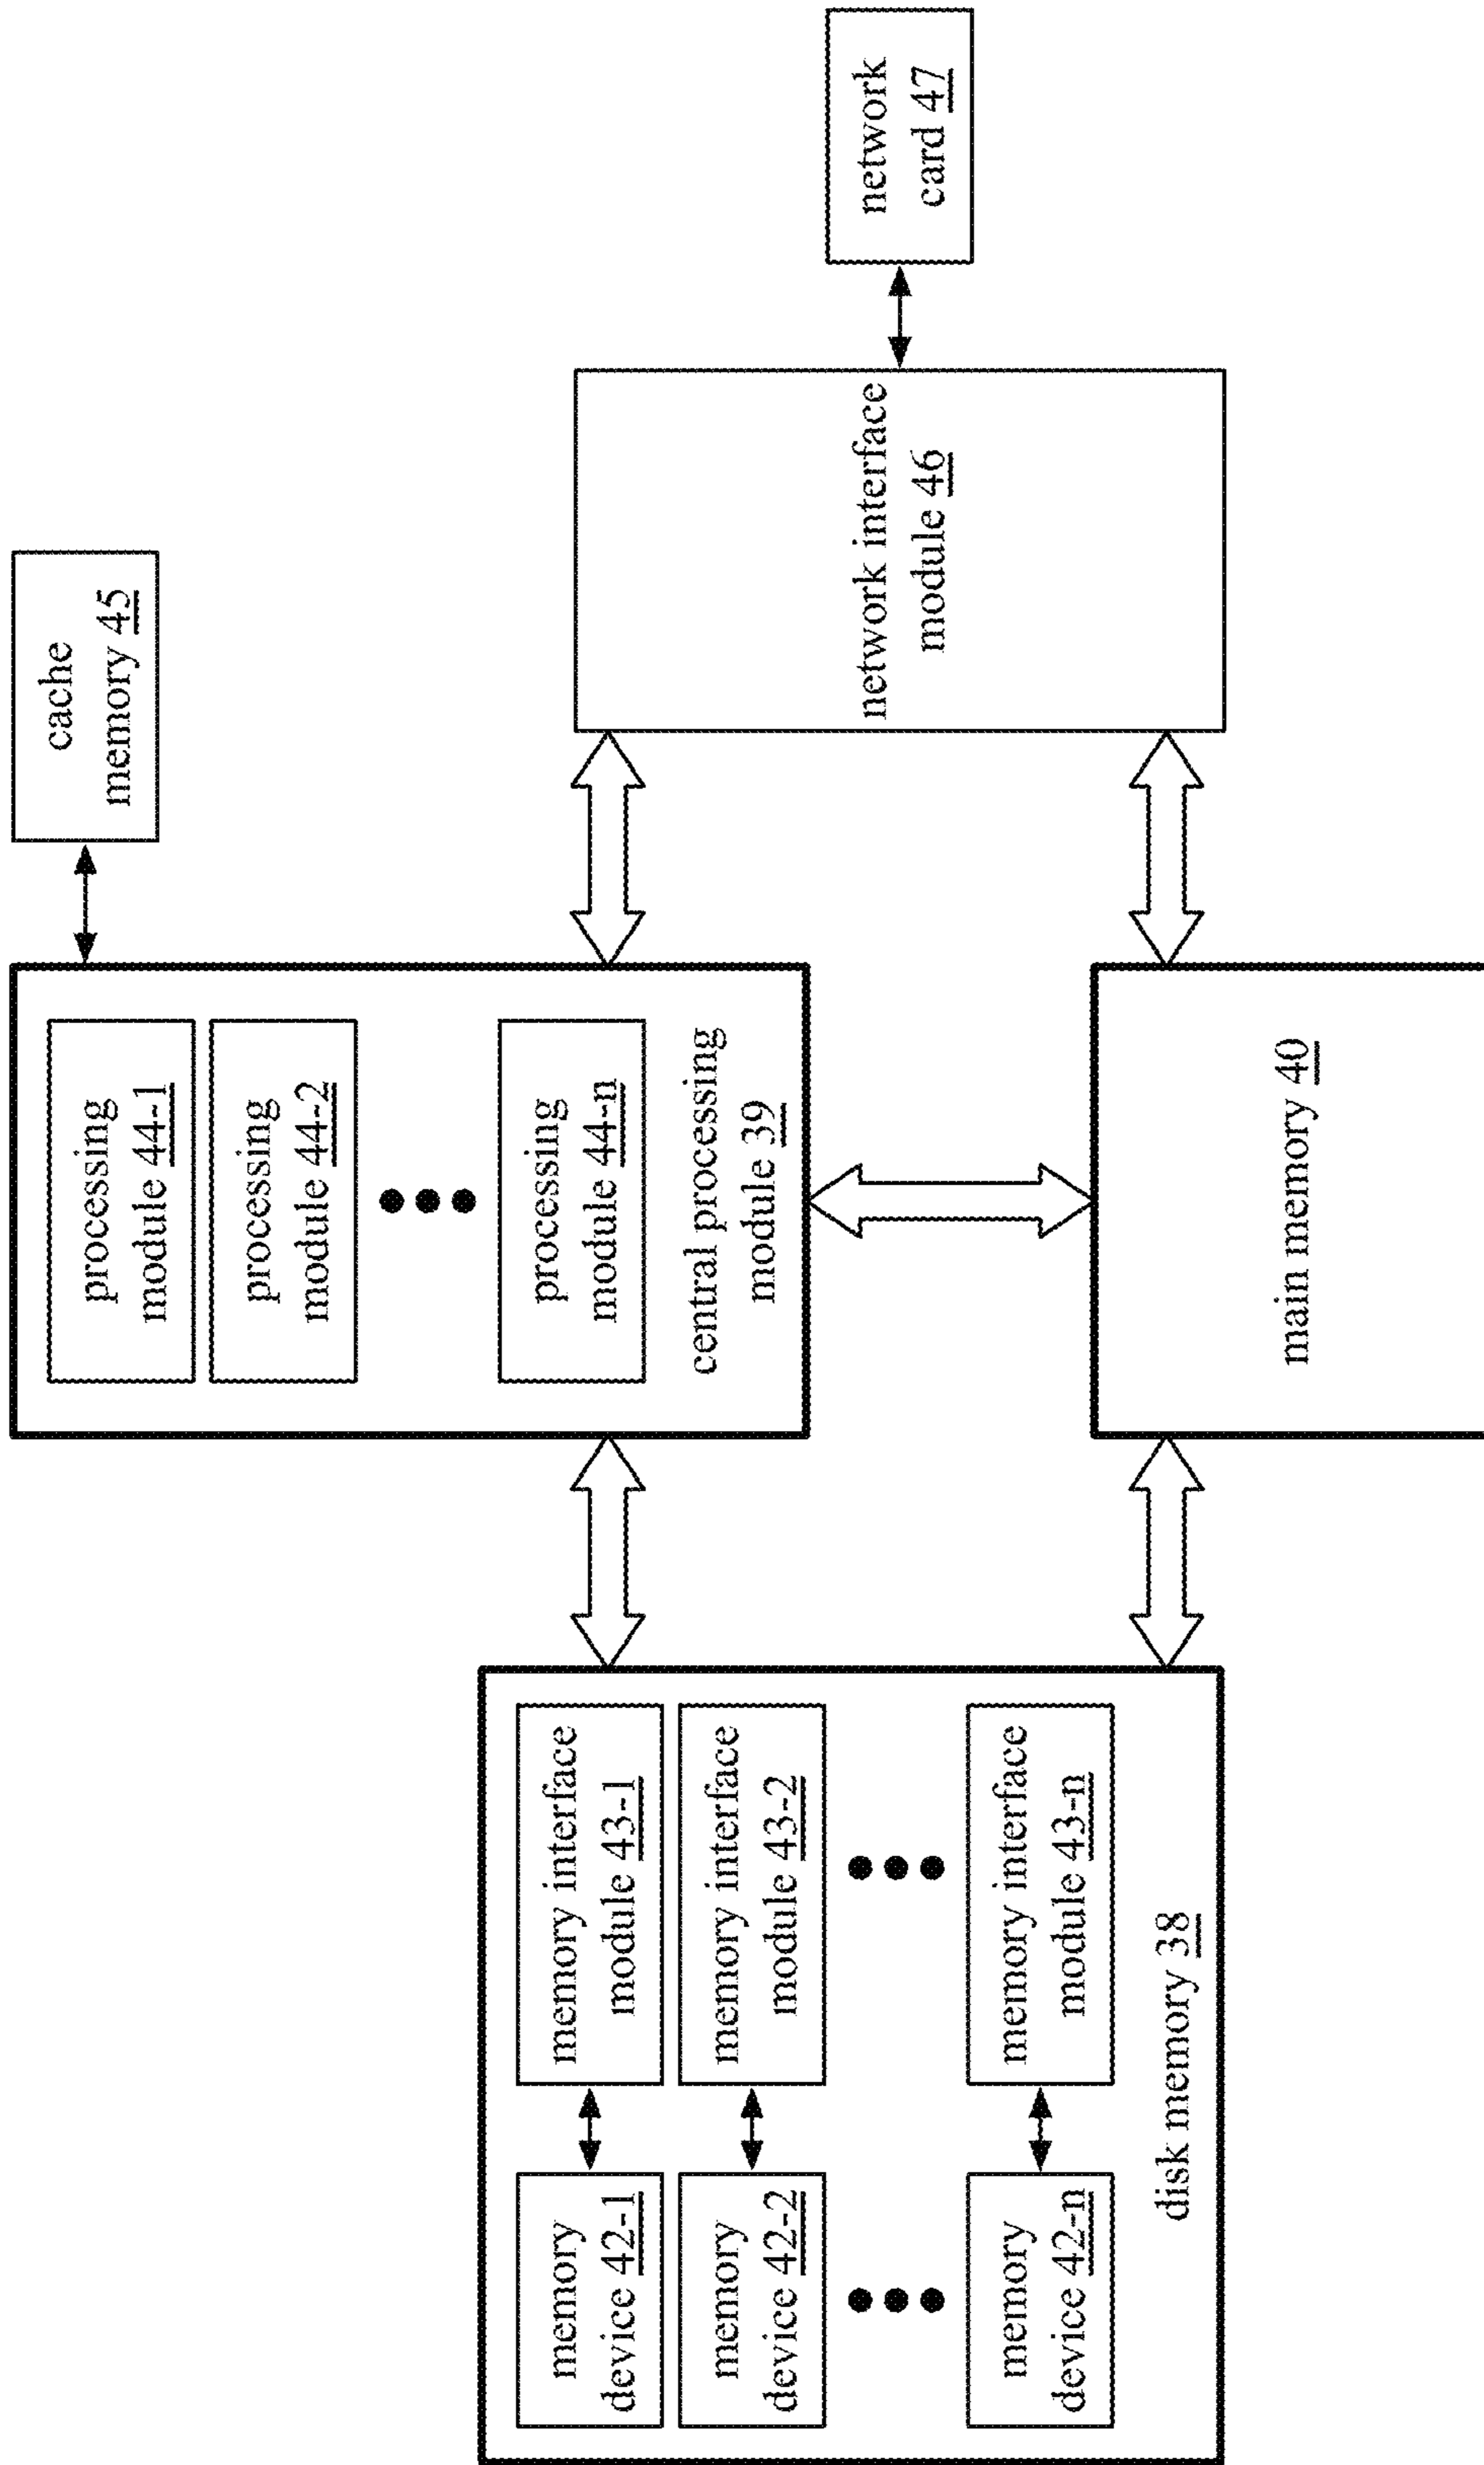 cache
memory 45
processing
module 44-1
processing
module 44-2
processing
module 44-n
central processing
module 39
memory
device 42-1
memory interface
module 43-1
memory
device 42-2
memory interface
module 43-2
memory
device 42-n
memory interface
module 43-n
disk memory 38
main memory 40
network interface
module 46
network
card 47